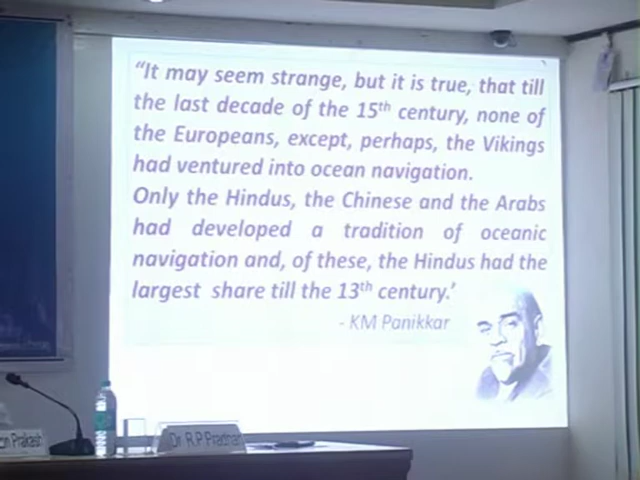 “It may seem strange, but it is true, that till
the last decade of the 15th century, none of
the Europeans, except, perhaps, the Vikings
had ventured into ocean navigation.
Only the Hindus, the Chinese and the Arabs
had developed a tradition of oceanic
navigation and, of these, the Hindus had the
largest share till the 13th century.’
- KM Panikkar
Prakash
Dr R.P.Pradhan